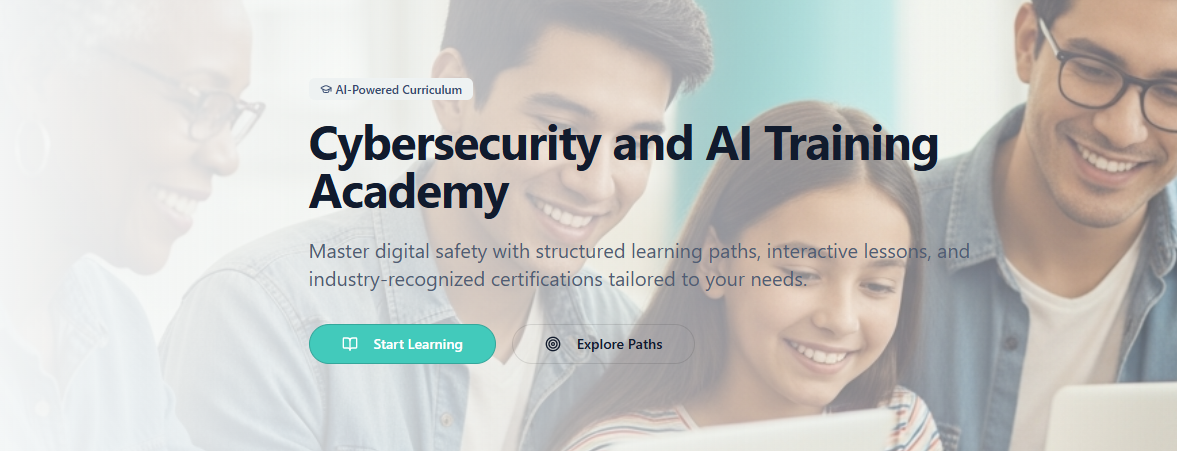 AI-Powered Curriculum
Cybersecurity and AI Training
Academy
Master digital safety with structured learning paths, interactive lessons, and
industry-recognized certifications tailored to your needs.
Start Learning
Explore Paths